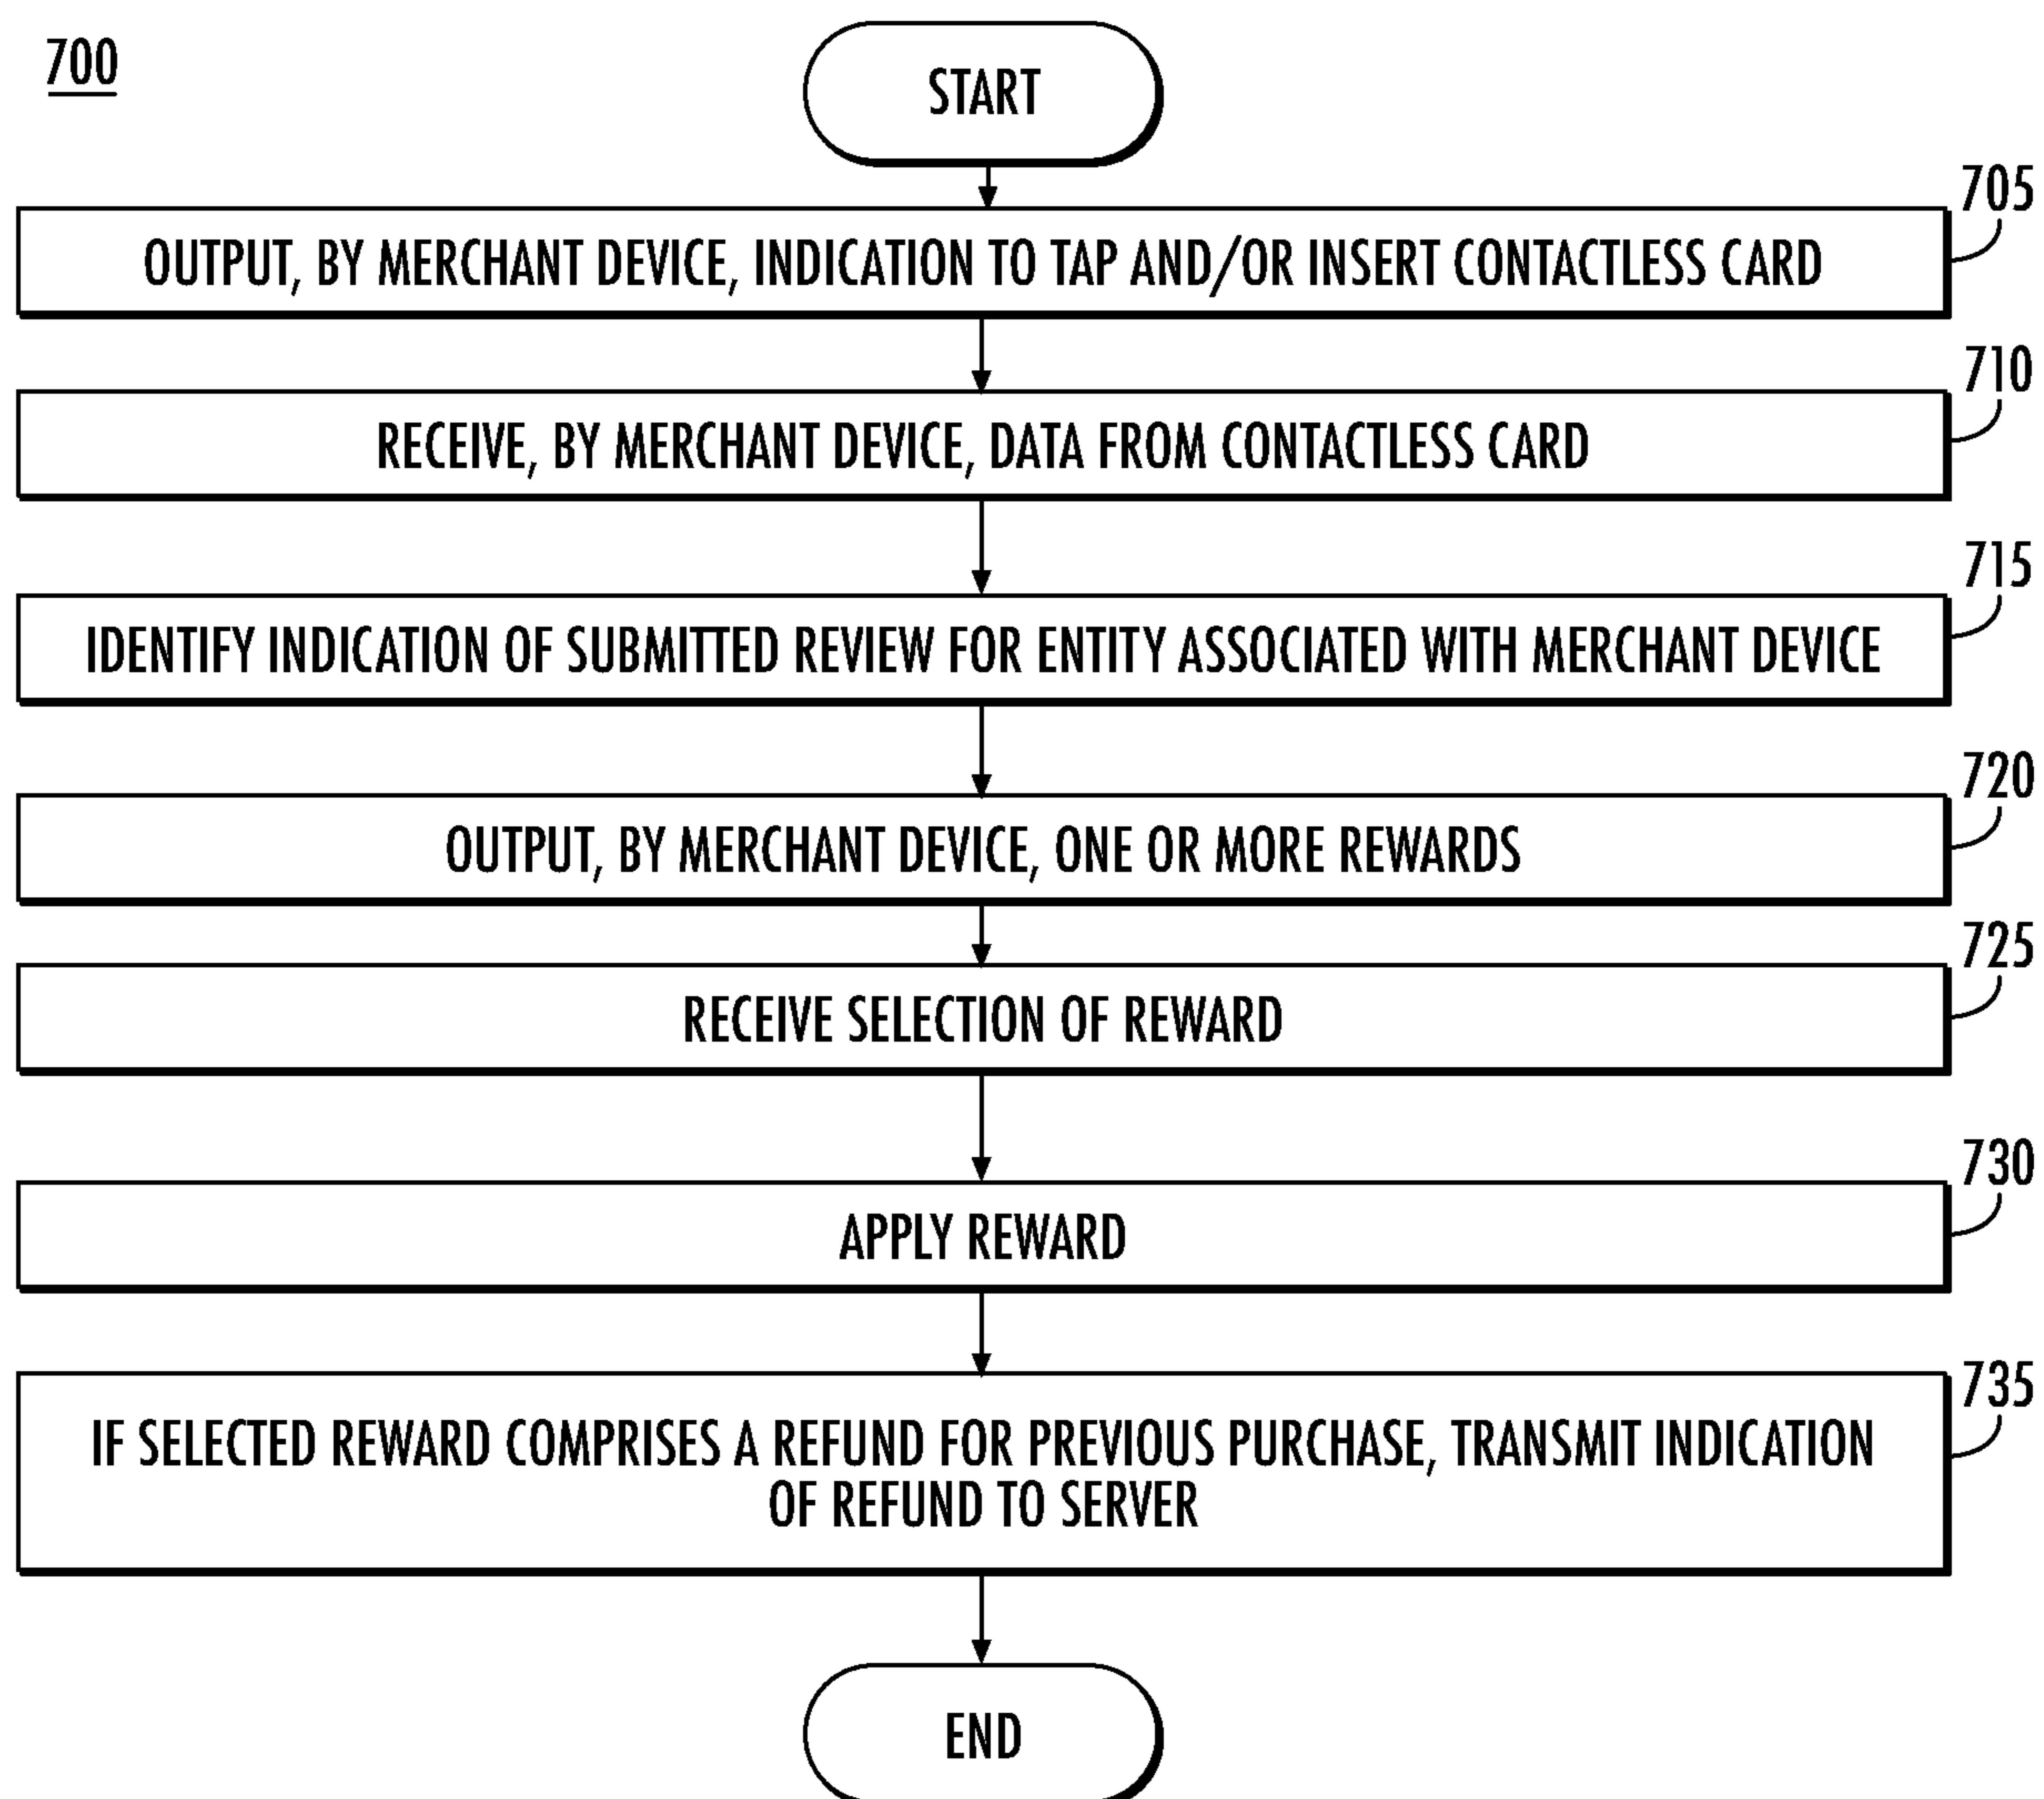 700
START
705
OUTPUT, BY MERCHANT DEVICE, INDICATION TO TAP AND/OR INSERT CONTACTLESS CARD
710
RECEIVE, BY MERCHANT DEVICE, DATA FROM CONTACTLESS CARD
715
IDENTIFY INDICATION OF SUBMITTED REVIEW FOR ENTITY ASSOCIATED WITH MERCHANT DEVICE
720
OUTPUT, BY MERCHANT DEVICE, ONE OR MORE REWARDS
725
RECEIVE SELECTION OF REWARD
730
APPLY REWARD
735
IF SELECTED REWARD COMPRISES A REFUND FOR PREVIOUS PURCHASE, TRANSMIT INDICATION
OF REFUND TO SERVER
END